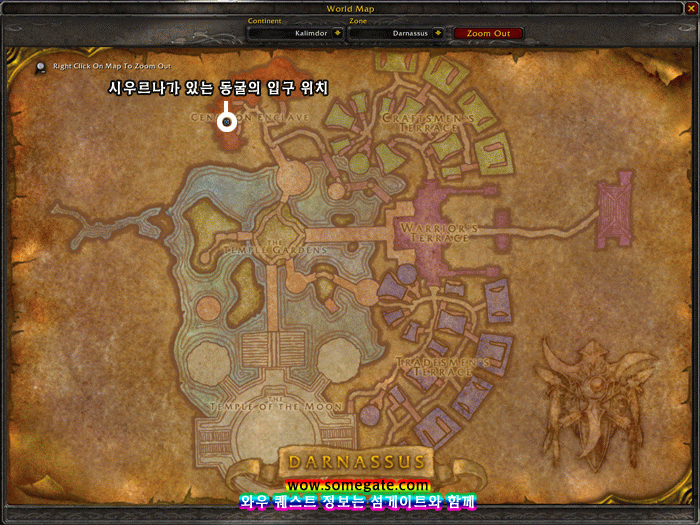 World Map
Continent
Zone
Kalimdor
Darnassus
Zoom Out
Right Click On Map To Zoom Out
시우르나가 있는 동굴의 입구 위치
CENARION ENCLAVE
CRAFTSMEN'S
TERRACE
WARRIOR'S
TERRACE
THE
TEMPLE GARDENS
TRADESMEN'S
TERRACE
THE
TEMPLE OF THE MOON
DARNASSUS
www.somegate.com
와우 퀘스트 정보는 섬게이트와 함께